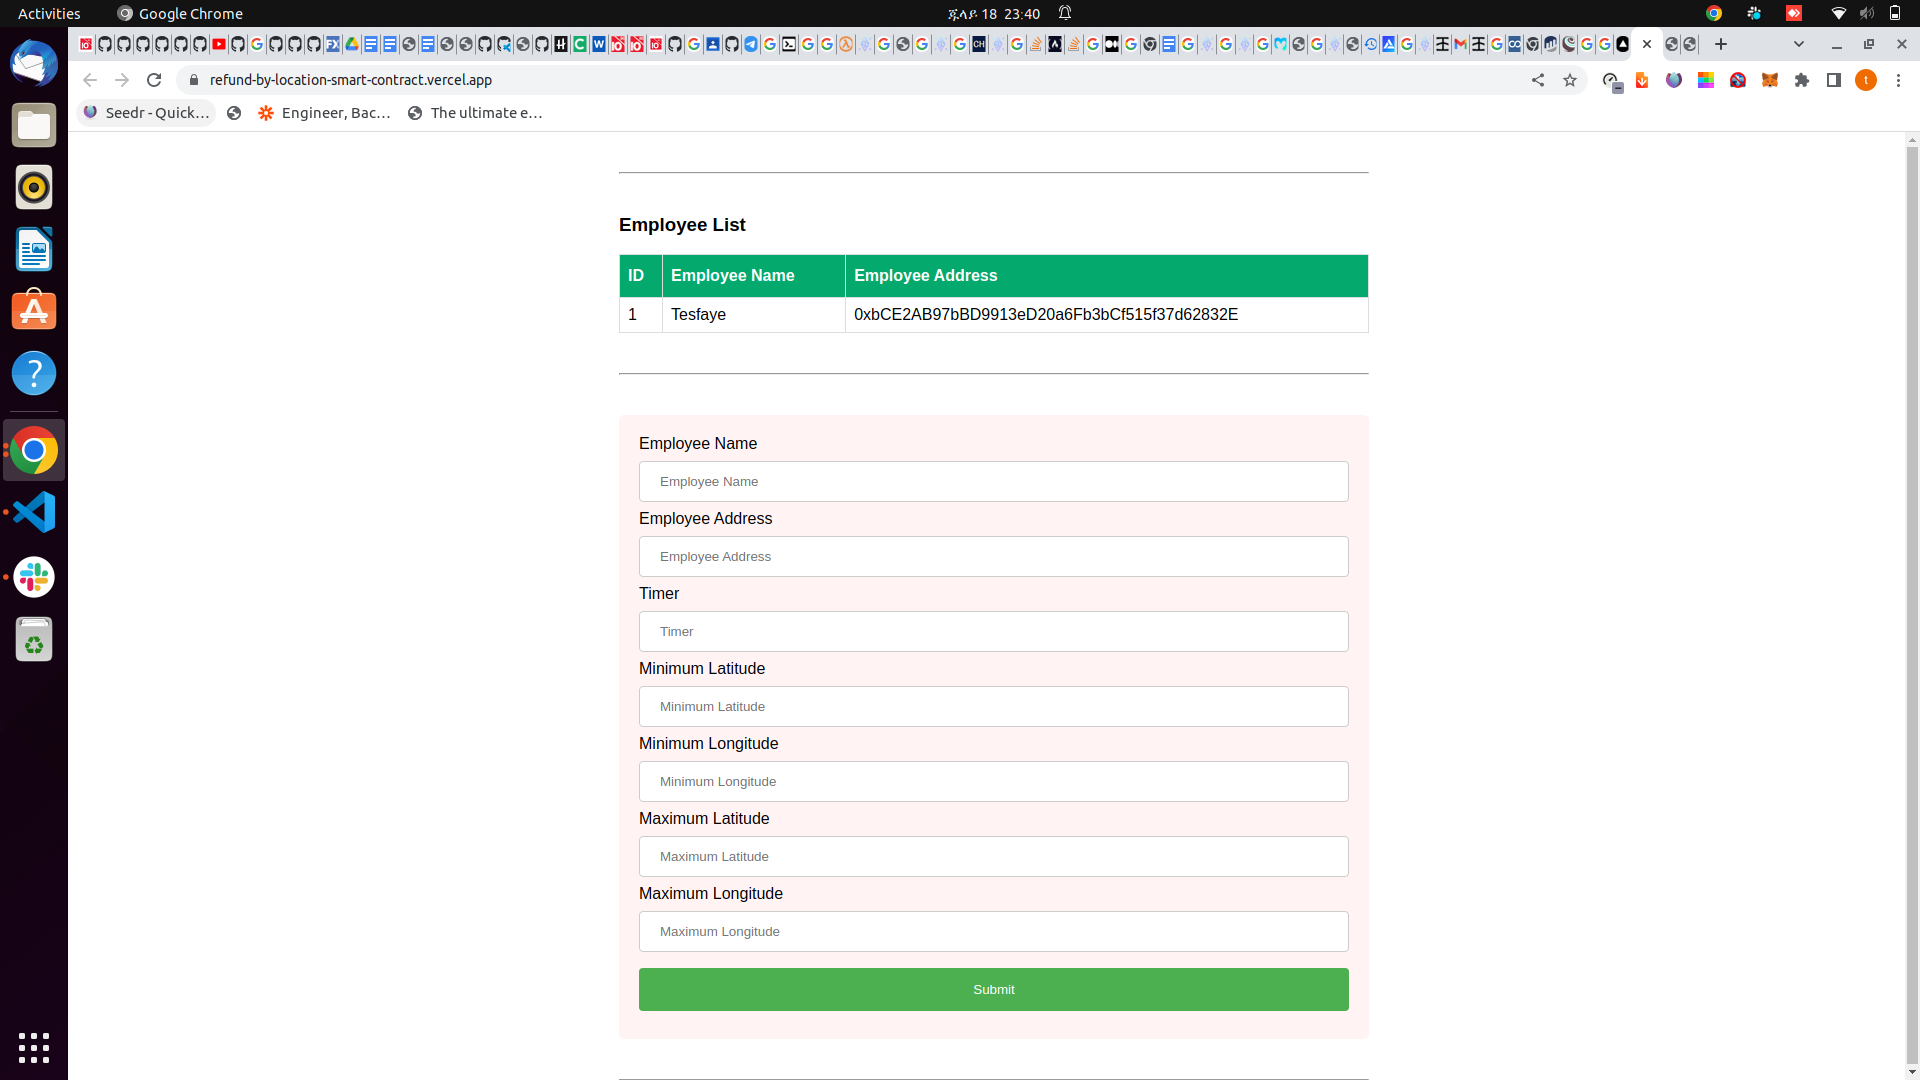 Activities
Google Chrome
ጁላይ 18 23:40
refund-by-location-smart-contract.vercel.app
Seedr - Quick…
Engineer, Bac…
The ultimate e…
Employee List
ID Employee Name Employee Address
1 Tesfaye 0xbCE2AB97bBD9913eD20a6Fb3bCf515f37d62832E
Employee Name
Employee Name
Employee Address
Employee Address
Timer
Timer
Minimum Latitude
Minimum Latitude
Minimum Longitude
Minimum Longitude
Maximum Latitude
Maximum Latitude
Maximum Longitude
Maximum Longitude
Submit